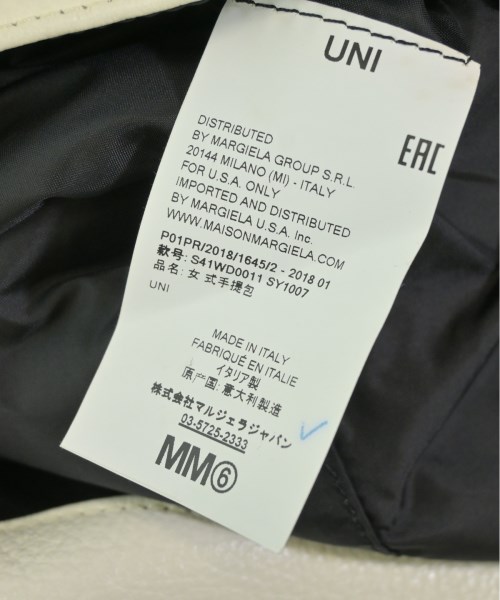 UNI
EAC
DISTRIBUTED
BY MARGIELA GROUP S.R.L.
20144 MILANO (MI) - ITALY
FOR U.S.A. ONLY
IMPORTED AND DISTRIBUTED
BY MARGIELA U.S.A. Inc.
WWW.MAISONMARGIELA.COM
P01PR/2018/1645/2 - 2018 01
款号: S41WD0011 SY1007
品名: 女 式手提包
UNI
MADE IN ITALY
FABRIQUÉ EN ITALIE
イタリア製
原产国: 意大利製造
株式会社マルジェラジャパン
03-5725-2333
MM⑥